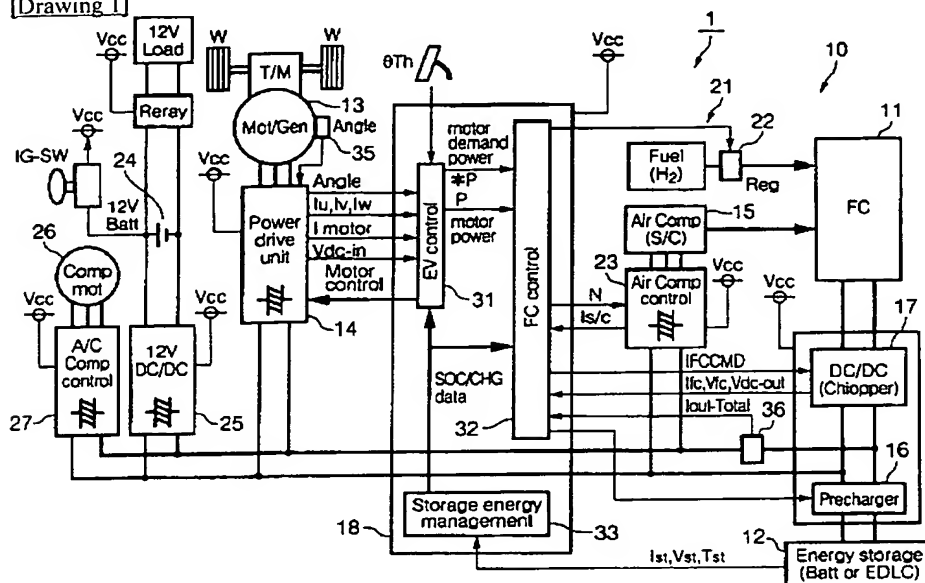 [Drawing 1]
12V
Load
Vcc
Reray
Vcc
IG-SW
24
12V
Batt
26
Comp
mot
Vcc
A/C
Comp
control
27
Vcc
12V
DC/DC
25
W
W
T/M
13
Mot/Gen
Angle
35
Vcc
Power
drive
unit
14
Angle
Iu,Iv,Iw
I motor
Vdc-in
Motor
control
θTh
EV control
31
motor
demand
power
*P
P
motor
power
FC control
32
SOC/CHG
data
Storage energy
management
33
18
Vcc
1
10
21
22
11
Fuel
(H2)
Reg
FC
15
Air Comp
(S/C)
23
Air Comp
control
N
Is/c
Vcc
Vcc
17
DC/DC
(Chiopper)
IFCCMD
Ifc,Vfc,Vdc-out
Iout-Total
36
16
Precharger
12
Energy storage
(Batt or EDLC)
Ist,Vst,Tst